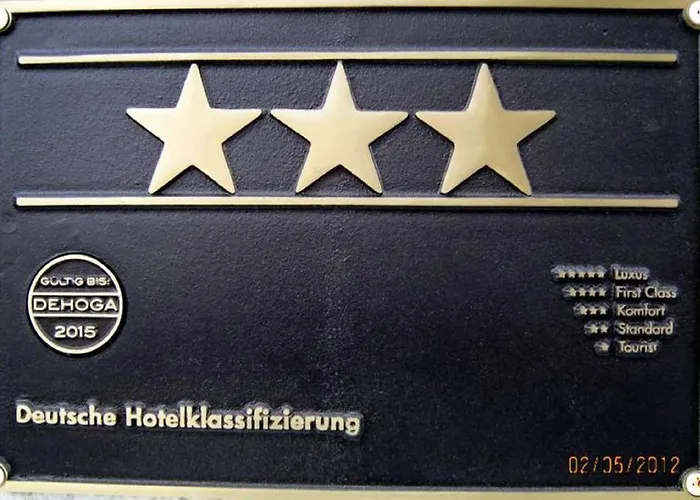 GÜLTIG BIS:
DEHOGA
2015
★★★★★ Luxus
★★★★ First Class
★★★ Komfort
★★ Standard
★ Tourist
Deutsche Hotelklassifizierung
02/05/2012